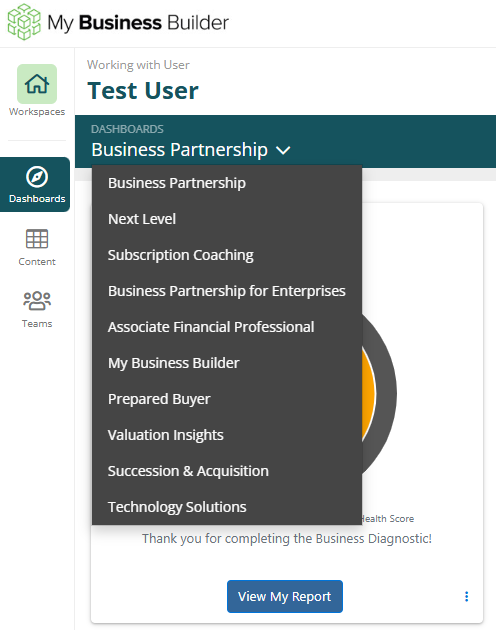 My Business Builder
Working with User
Test User
Workspaces
DASHBOARDS
Business Partnership
Dashboards
Content
Teams
Business Partnership
Next Level
Subscription Coaching
Business Partnership for Enterprises
Associate Financial Professional
My Business Builder
Prepared Buyer
Valuation Insights
Succession & Acquisition
Technology Solutions
Health Score
Thank you for completing the Business Diagnostic!
View My Report